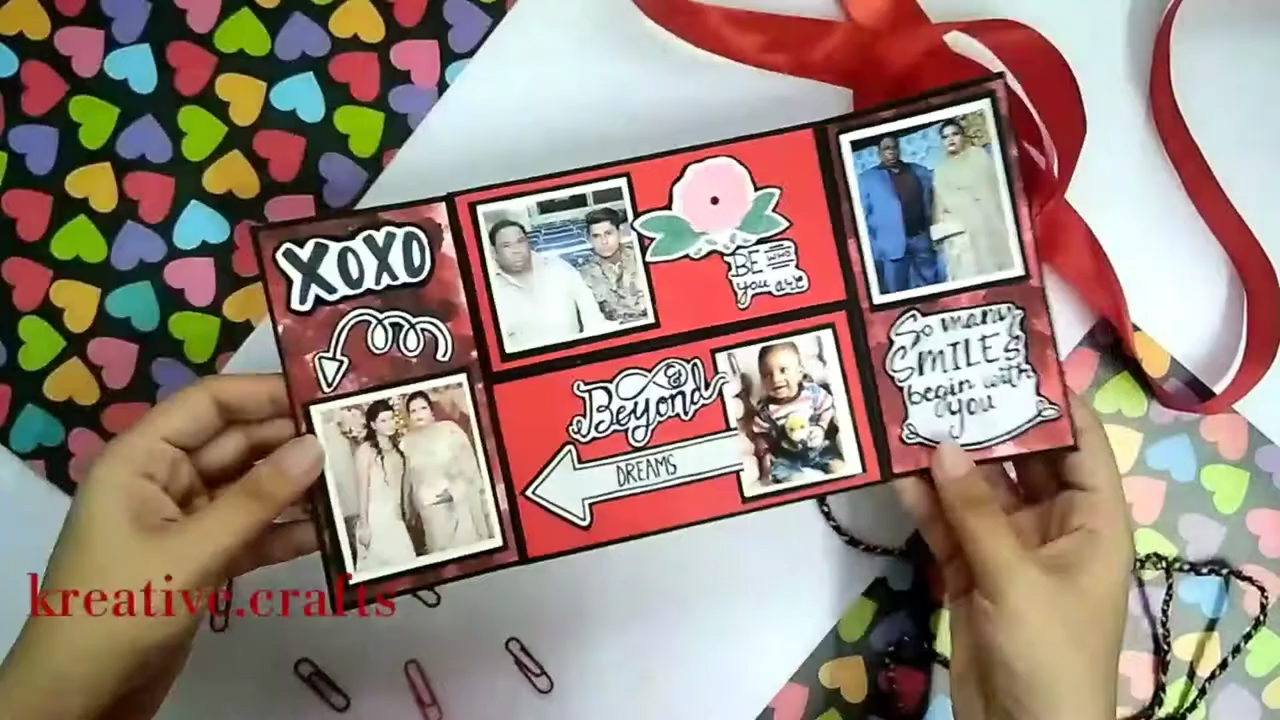 XOXO
BE WHO
you are
So many
SMILES
begin with
you
&
Beyond
DREAMS
kreative.crafts